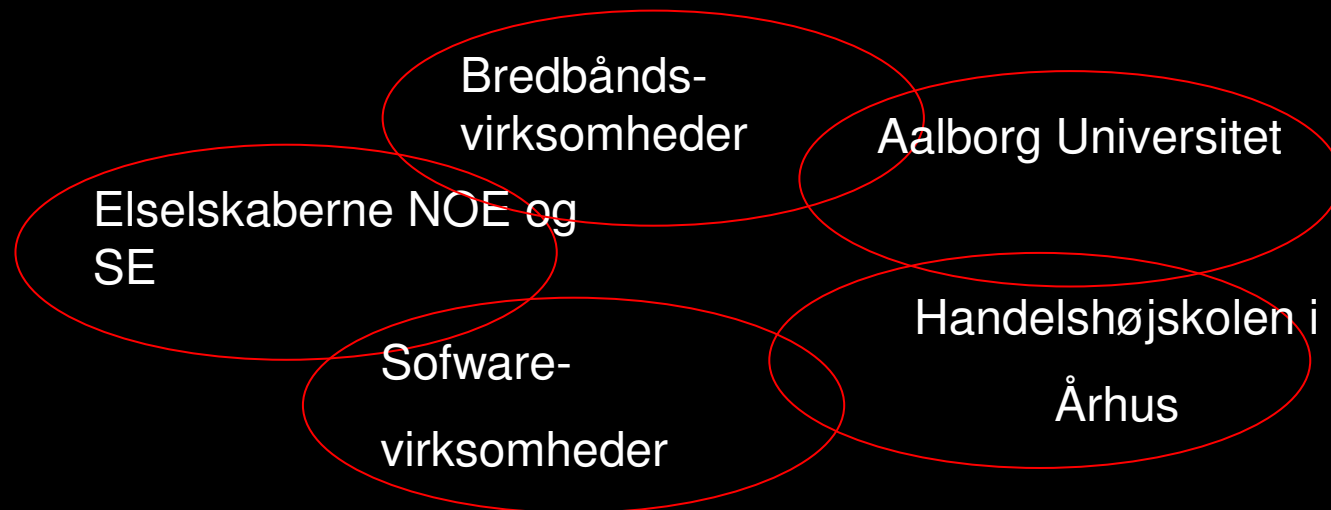 Bredbånds-
virksomheder
Aalborg Universitet
Elselskaberne NOE og
SE
Handelshøjskolen i
Århus
Sofware-
virksomheder